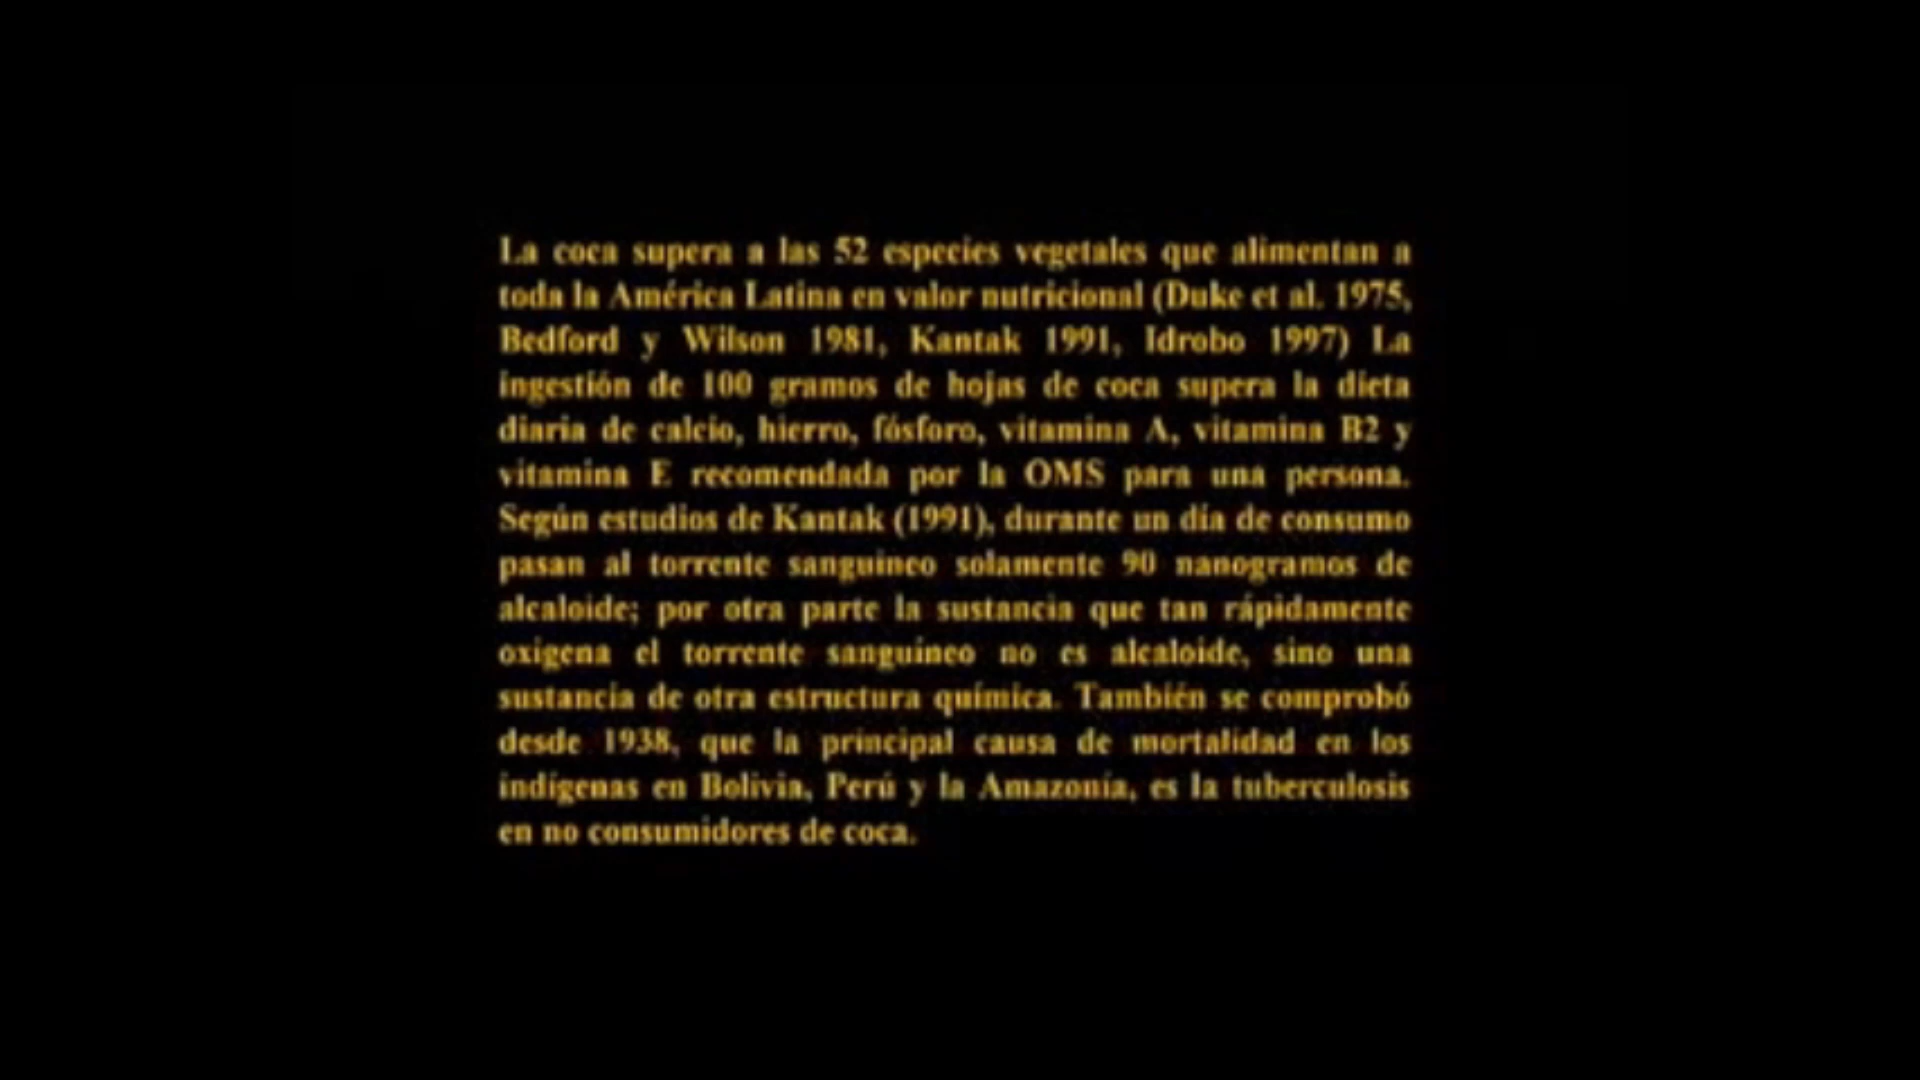 La coca supera a las 52 especies vegetales que alimentan a
toda la América Latina en valor nutricional (Duke et al. 1975,
Bedford y Wilson 1981, Kantak 1991, Idrobo 1997) La
ingestión de 100 gramos de hojas de coca supera la dieta
diaria de calcio, hierro, fósforo, vitamina A, vitamina B2 y
vitamina E recomendada por la OMS para una persona.
Según estudios de Kantak (1991), durante un día de consumo
pasan al torrente sanguineo solamente 90 nanogramos de
alcaloide; por otra parte la sustancia que tan rápidamente
oxigena el torrente sanguineo no es alcaloide, sino una
sustancia de otra estructura química. También se comprobó
desde 1938, que la principal causa de mortalidad en los
indígenas en Bolivia, Perú y la Amazonía, es la tuberculosis
en no consumidores de coca.